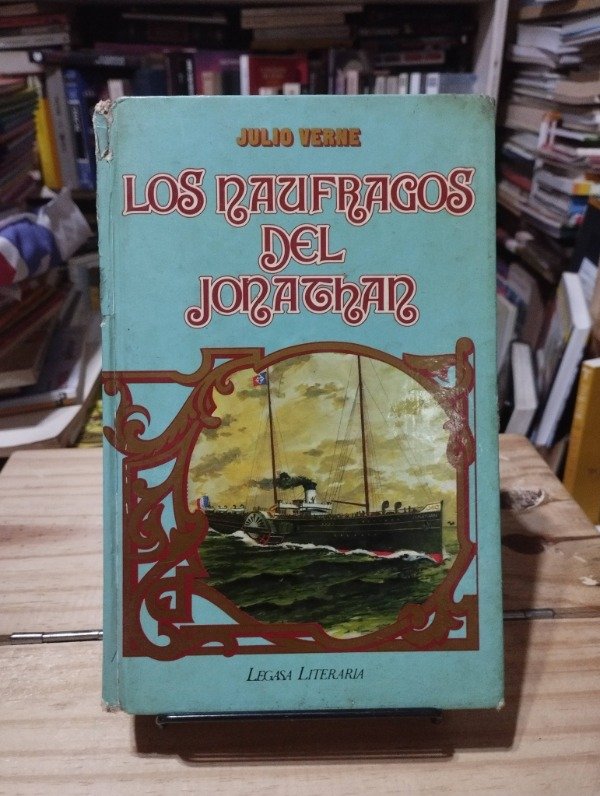 JULIO VERNE
LOS NAUFRAGOS
DEL
JONATHAN
LEGASA LITERARIA